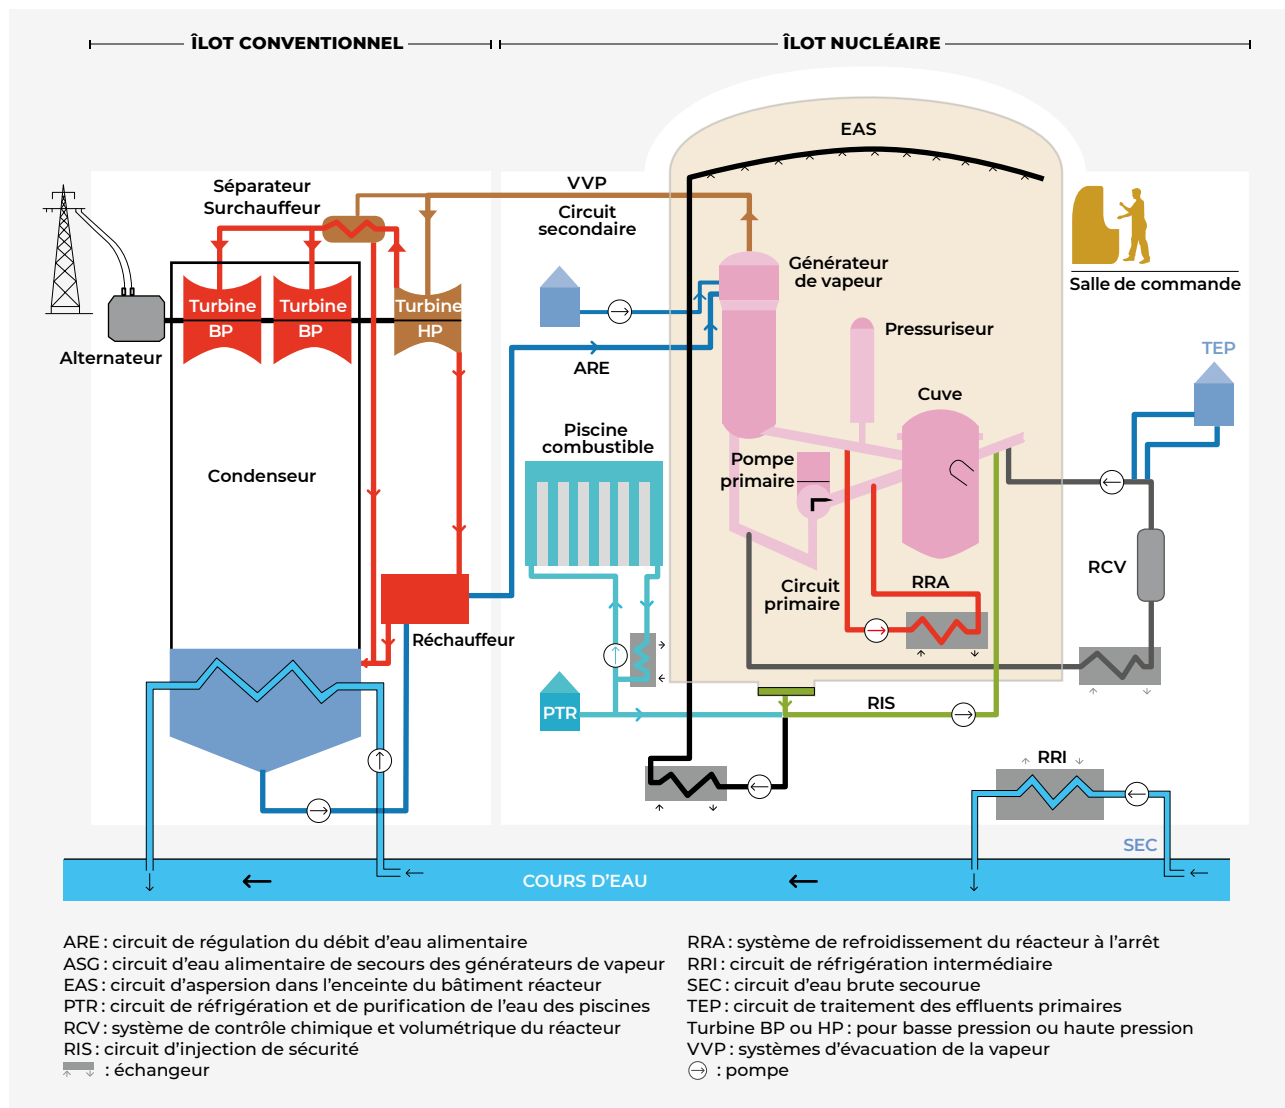 ÎLOT CONVENTIONNEL
ÎLOT NUCLÉAIRE
EAS
Séparateur
Surchauffeur
VVP
Circuit
secondaire
Générateur
de vapeur
Salle de commande
Turbine
BP
Turbine
BP
Turbine
HP
Alternateur
Pressuriseur
ARE
TEP
Cuve
Piscine
combustible
Pompe
primaire
Condenseur
RCV
Circuit
primaire
RRA
Réchauffeur
PTR
RIS
RRI
SEC
COURS D’EAU
ARE : circuit de régulation du débit d’eau alimentaire
ASG : circuit d’eau alimentaire de secours des générateurs de vapeur
EAS : circuit d’aspersion dans l’enceinte du bâtiment réacteur
PTR : circuit de réfrigération et de purification de l’eau des piscines
RCV : système de contrôle chimique et volumétrique du réacteur
RIS : circuit d’injection de sécurité
: échangeur
RRA : système de refroidissement du réacteur à l’arrêt
RRI : circuit de réfrigération intermédiaire
SEC : circuit d’eau brute secourue
TEP : circuit de traitement des effluents primaires
Turbine BP ou HP : pour basse pression ou haute pression
VVP : systèmes d’évacuation de la vapeur
: pompe